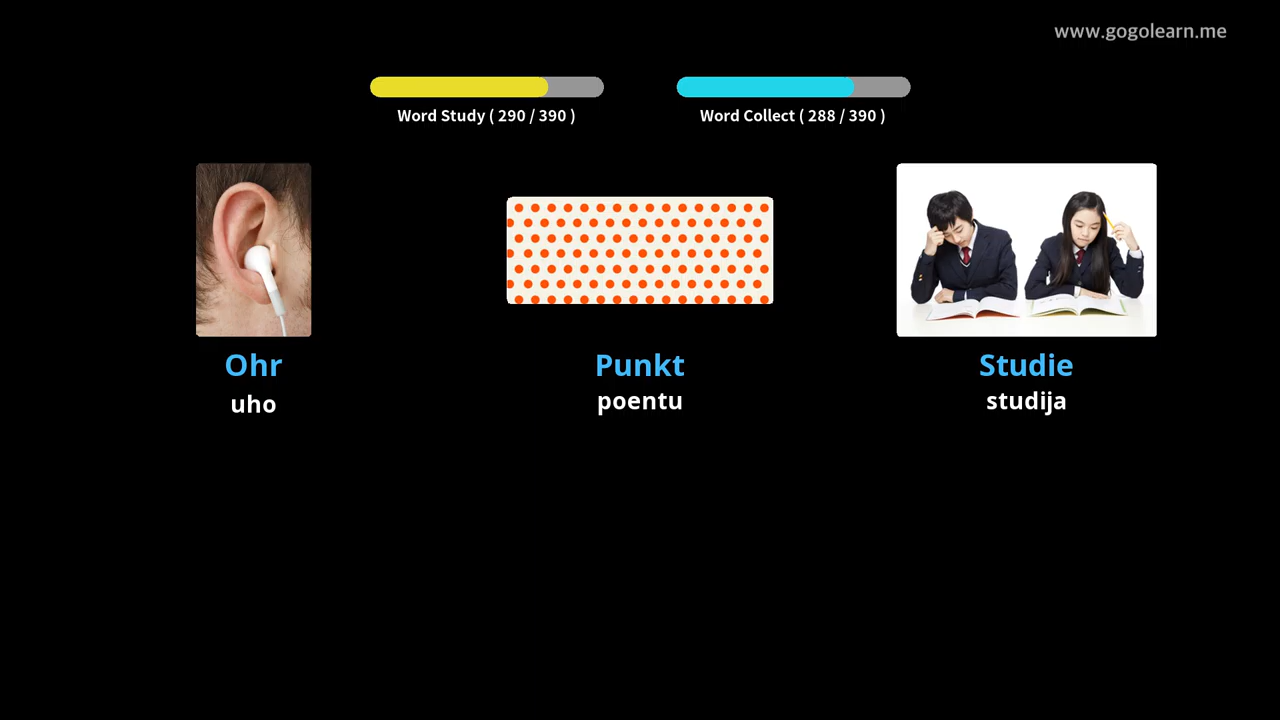 www.gogolearn.me
Word Study ( 290 / 390 )
Word Collect ( 288 / 390 )
Ohr
uho
Punkt
poentu
Studie
studija